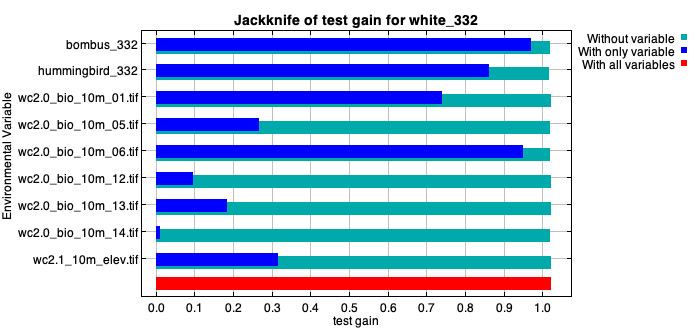 Jackknife of test gain for white_332
Without variable
With only variable
With all variables
Environmental Variable
bombus_332
hummingbird_332
wc2.0_bio_10m_01.tif
wc2.0_bio_10m_05.tif
wc2.0_bio_10m_06.tif
wc2.0_bio_10m_12.tif
wc2.0_bio_10m_13.tif
wc2.0_bio_10m_14.tif
wc2.1_10m_elev.tif
0.0 0.1 0.2 0.3 0.4 0.5 0.6 0.7 0.8 0.9 1.0
test gain